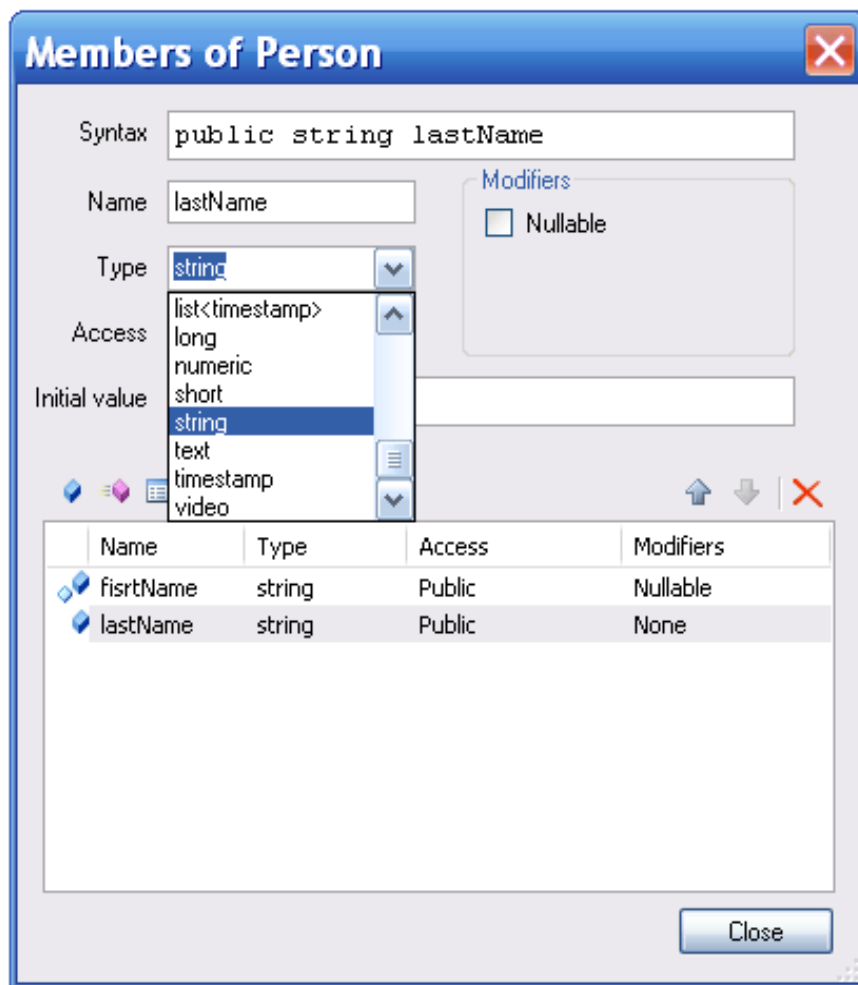 Members of Person
Syntax public string lastName
Name lastName
Modifiers
Nullable
Type string
list<timestamp>
Access
long
numeric
short
Initial value
string
text
timestamp
video
Name Type Access Modifiers
fisrtName string Public Nullable
lastName string Public None
Close